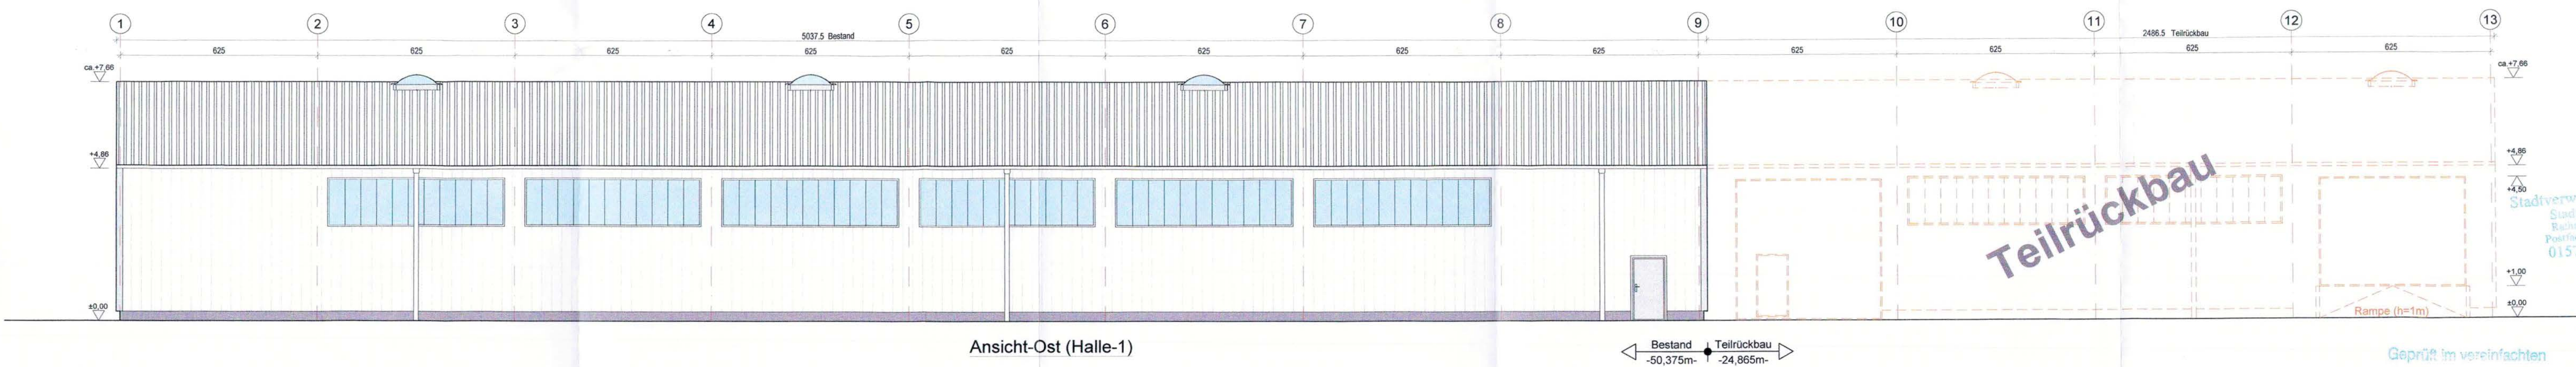 1 2 3 4 5 6 7 8 9 10 11 12 13
5037.5 Bestand 2486.5 Teilrückbau
625 625 625 625 625 625 625 625 625 625 625 625
ca.+7,66 ca.+7,66
+4,86 +4,86
+4,50
Teilrückbau
+1,00
±0,00 ±0,00
Rampe (h=1m)
Ansicht-Ost (Halle-1)
Bestand Teilrückbau
-50,375m- -24,865m-
Geprüft im vereinfachten